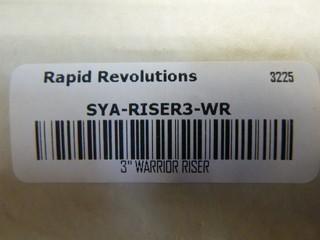 Rapid Revolutions 3225
SYA-RISER3-WR
3" WARRIOR RISER